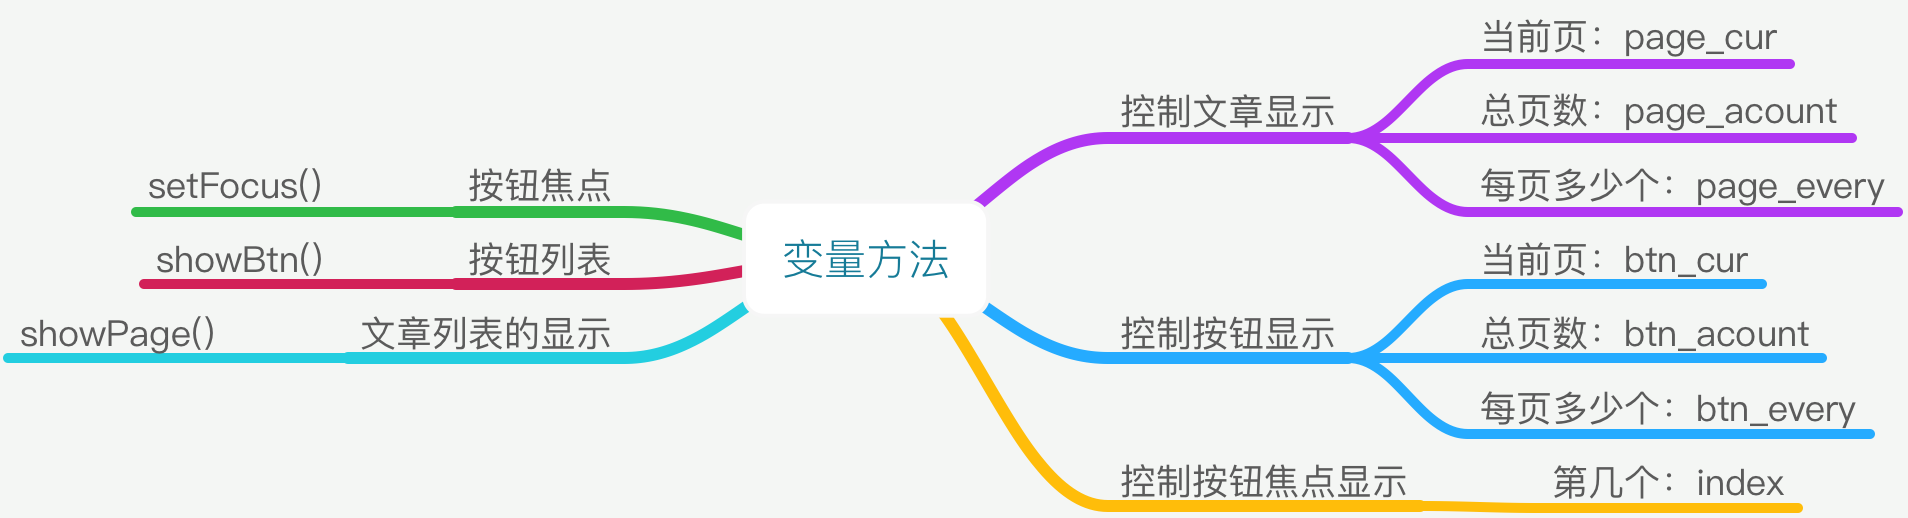 变量方法
控制文章显示
当前页：page_cur
总页数：page_acount
每页多少个：page_every
控制按钮显示
当前页：btn_cur
总页数：btn_acount
每页多少个：btn_every
控制按钮焦点显示
第几个：index
按钮焦点
setFocus()
按钮列表
showBtn()
文章列表的显示
showPage()